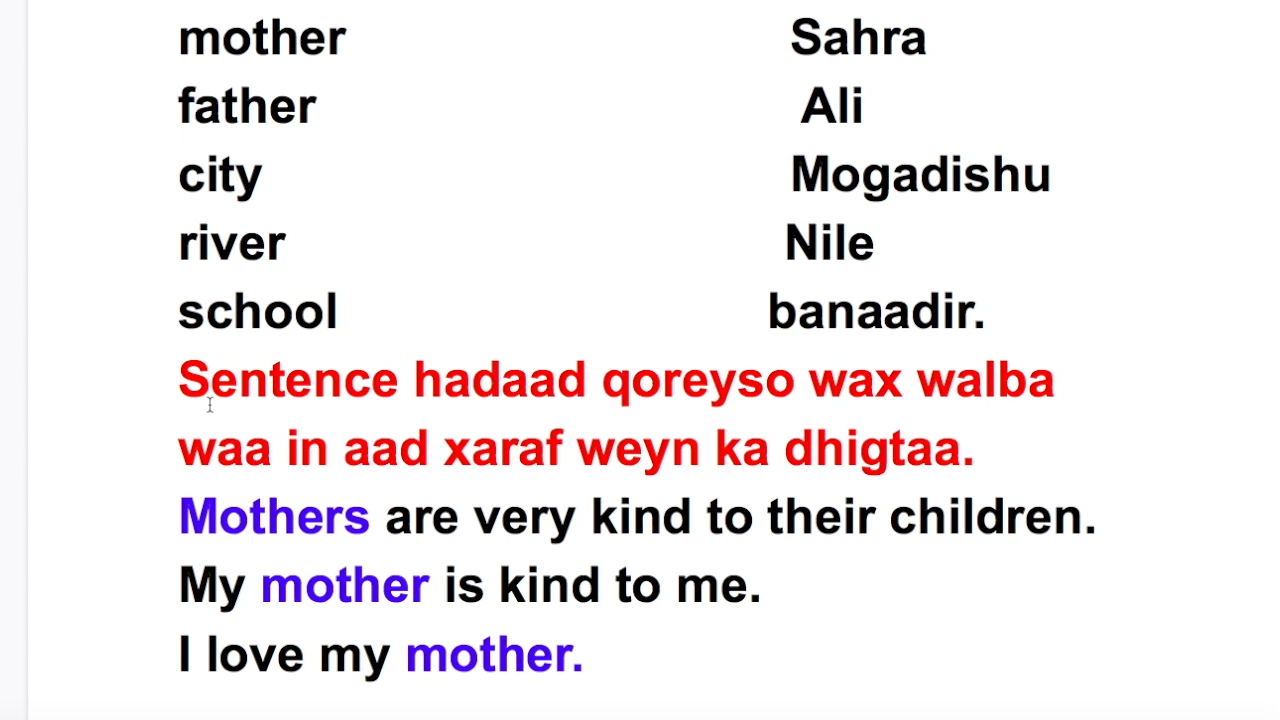 mother Sahra
father Ali
city Mogadishu
river Nile
school banaadir.
Sentence hadaad qoreyso wax walba
waa in aad xaraf weyn ka dhigtaa.
Mothers are very kind to their children.
My mother is kind to me.
I love my mother.